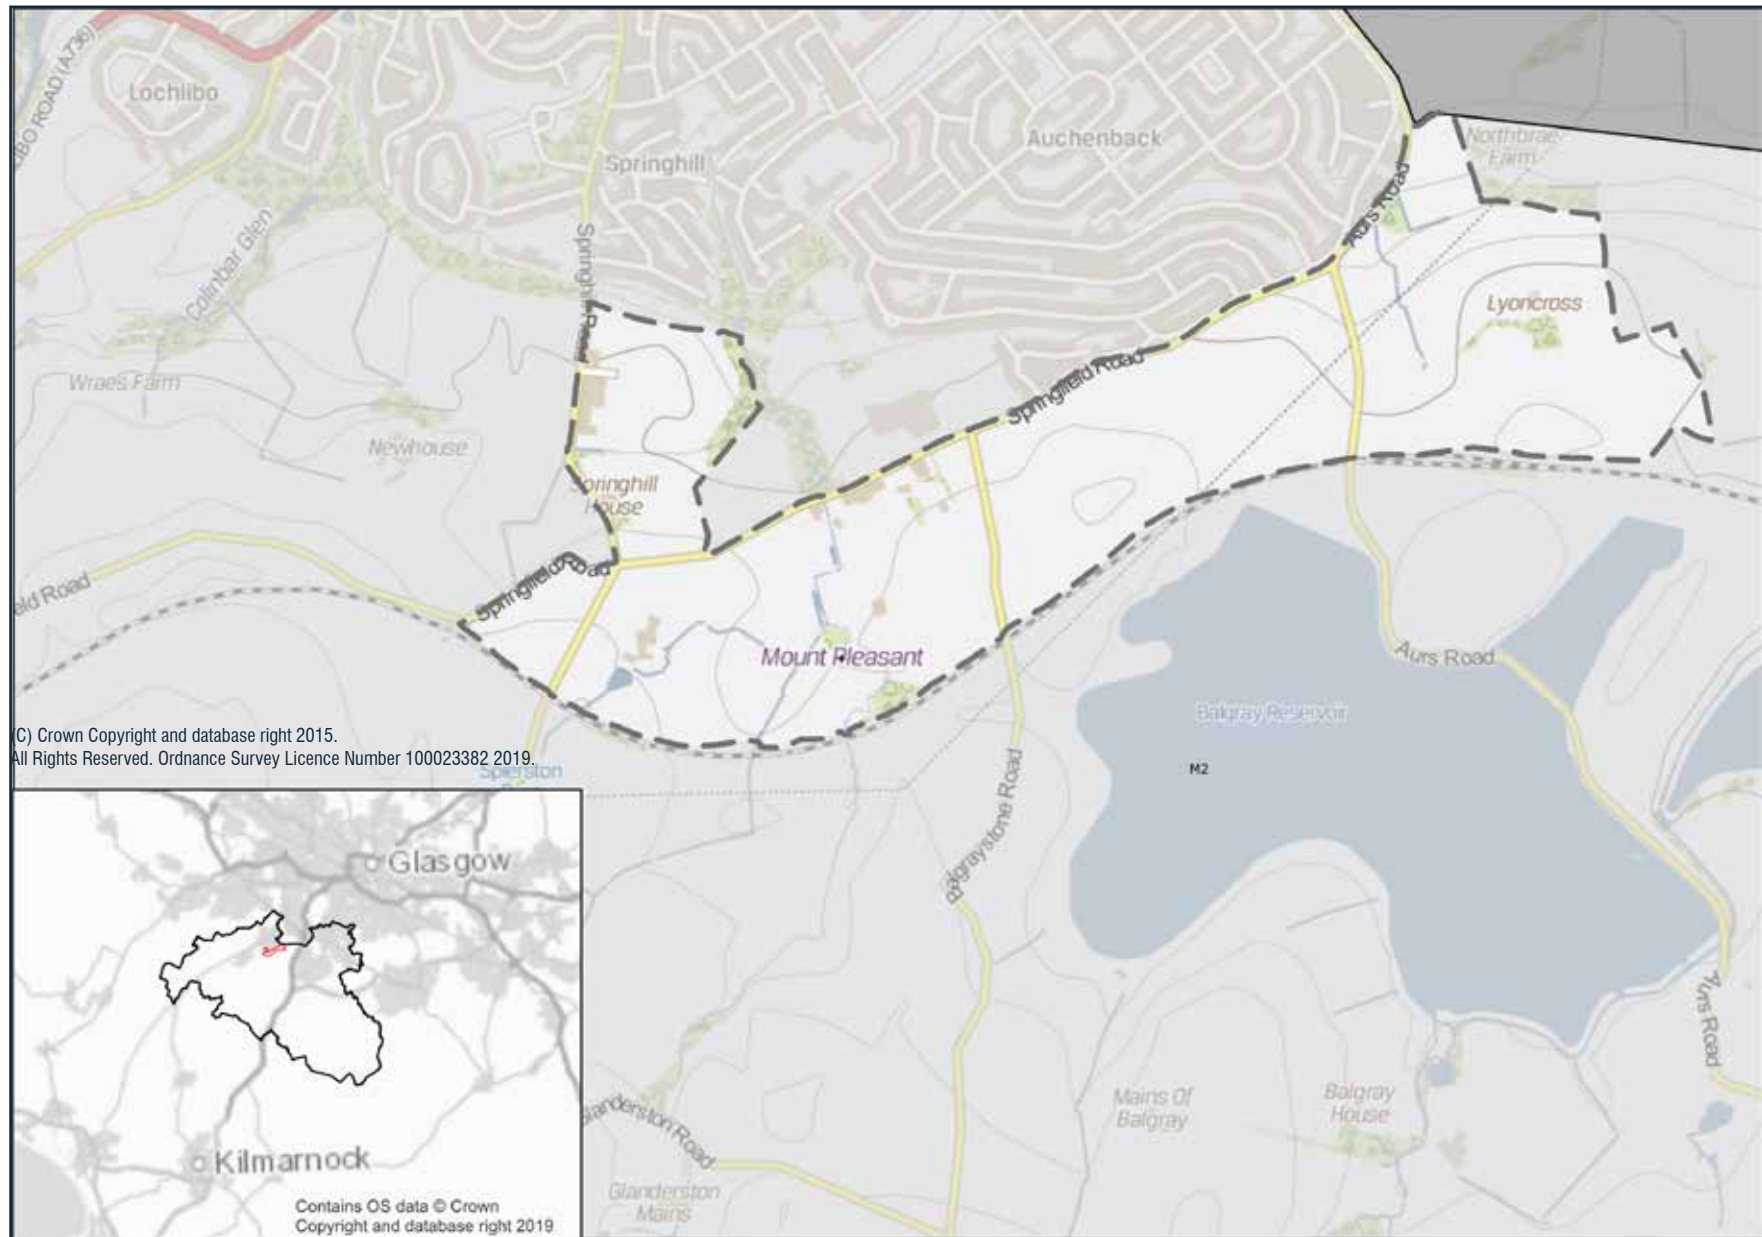 IBO ROAD (A736)
Lochlibo
Springhill
Auchenback
Northbrae
Farm
Aurs Road
Springhill Road
Colinbar Glen
Lyoncross
Wraes Farm
Springfield Road
Newhouse
Springhill
House
Springfield Road
eld Road
Mount Pleasant
Aurs Road
Balgray Reservoir
(C) Crown Copyright and database right 2015.
All Rights Reserved. Ordnance Survey Licence Number 100023382 2019.
Spierston
M2
Balgraystone Road
Glasgow
Aurs Road
Mains Of
Balgray
Balgray
House
Glanderston Road
Kilmarnock
Glanderston
Mains
Contains OS data © Crown
Copyright and database right 2019